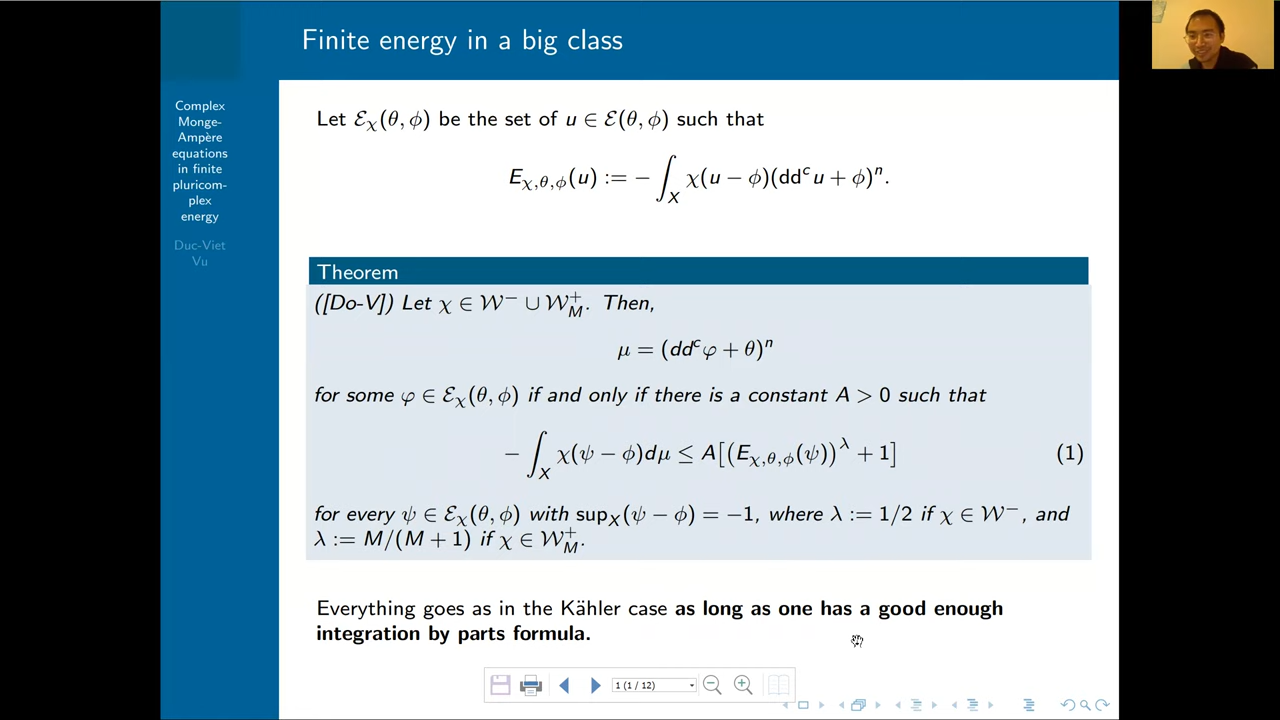 Finite energy in a big class
Complex
Monge-
Ampère
equations
in finite
pluricom-
plex
energy
Duc-Viet
Vu
Let ℰ_χ(θ, ϕ) be the set of u ∈ ℰ(θ, ϕ) such that
E_{χ,θ,ϕ}(u) := − ∫_X χ(u − ϕ)(dd^c u + ϕ)^n.
Theorem
([Do-V]) Let χ ∈ 𝒲^− ∪ 𝒲_M^+. Then,
μ = (dd^c φ + θ)^n
for some φ ∈ ℰ_χ(θ, ϕ) if and only if there is a constant A > 0 such that
− ∫_X χ(ψ − ϕ)dμ ≤ A[(E_{χ,θ,ϕ}(ψ))^λ + 1] (1)
for every ψ ∈ ℰ_χ(θ, ϕ) with sup_X(ψ − ϕ) = −1, where λ := 1/2 if χ ∈ 𝒲^−, and
λ := M/(M + 1) if χ ∈ 𝒲_M^+.
Everything goes as in the Kähler case as long as one has a good enough
integration by parts formula.
1 (1 / 12)